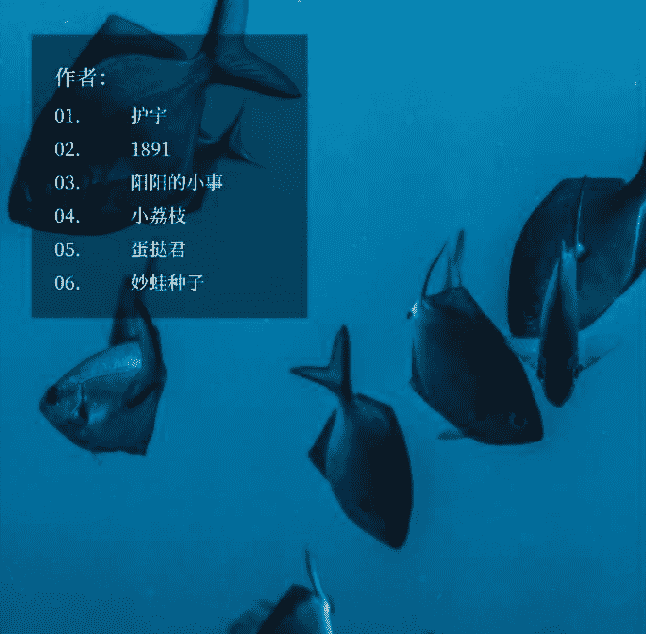 作者:
01. 护宇
02. 1891
03. 阳阳的小事
04. 小荔枝
05. 蛋挞君
06. 妙蛙种子